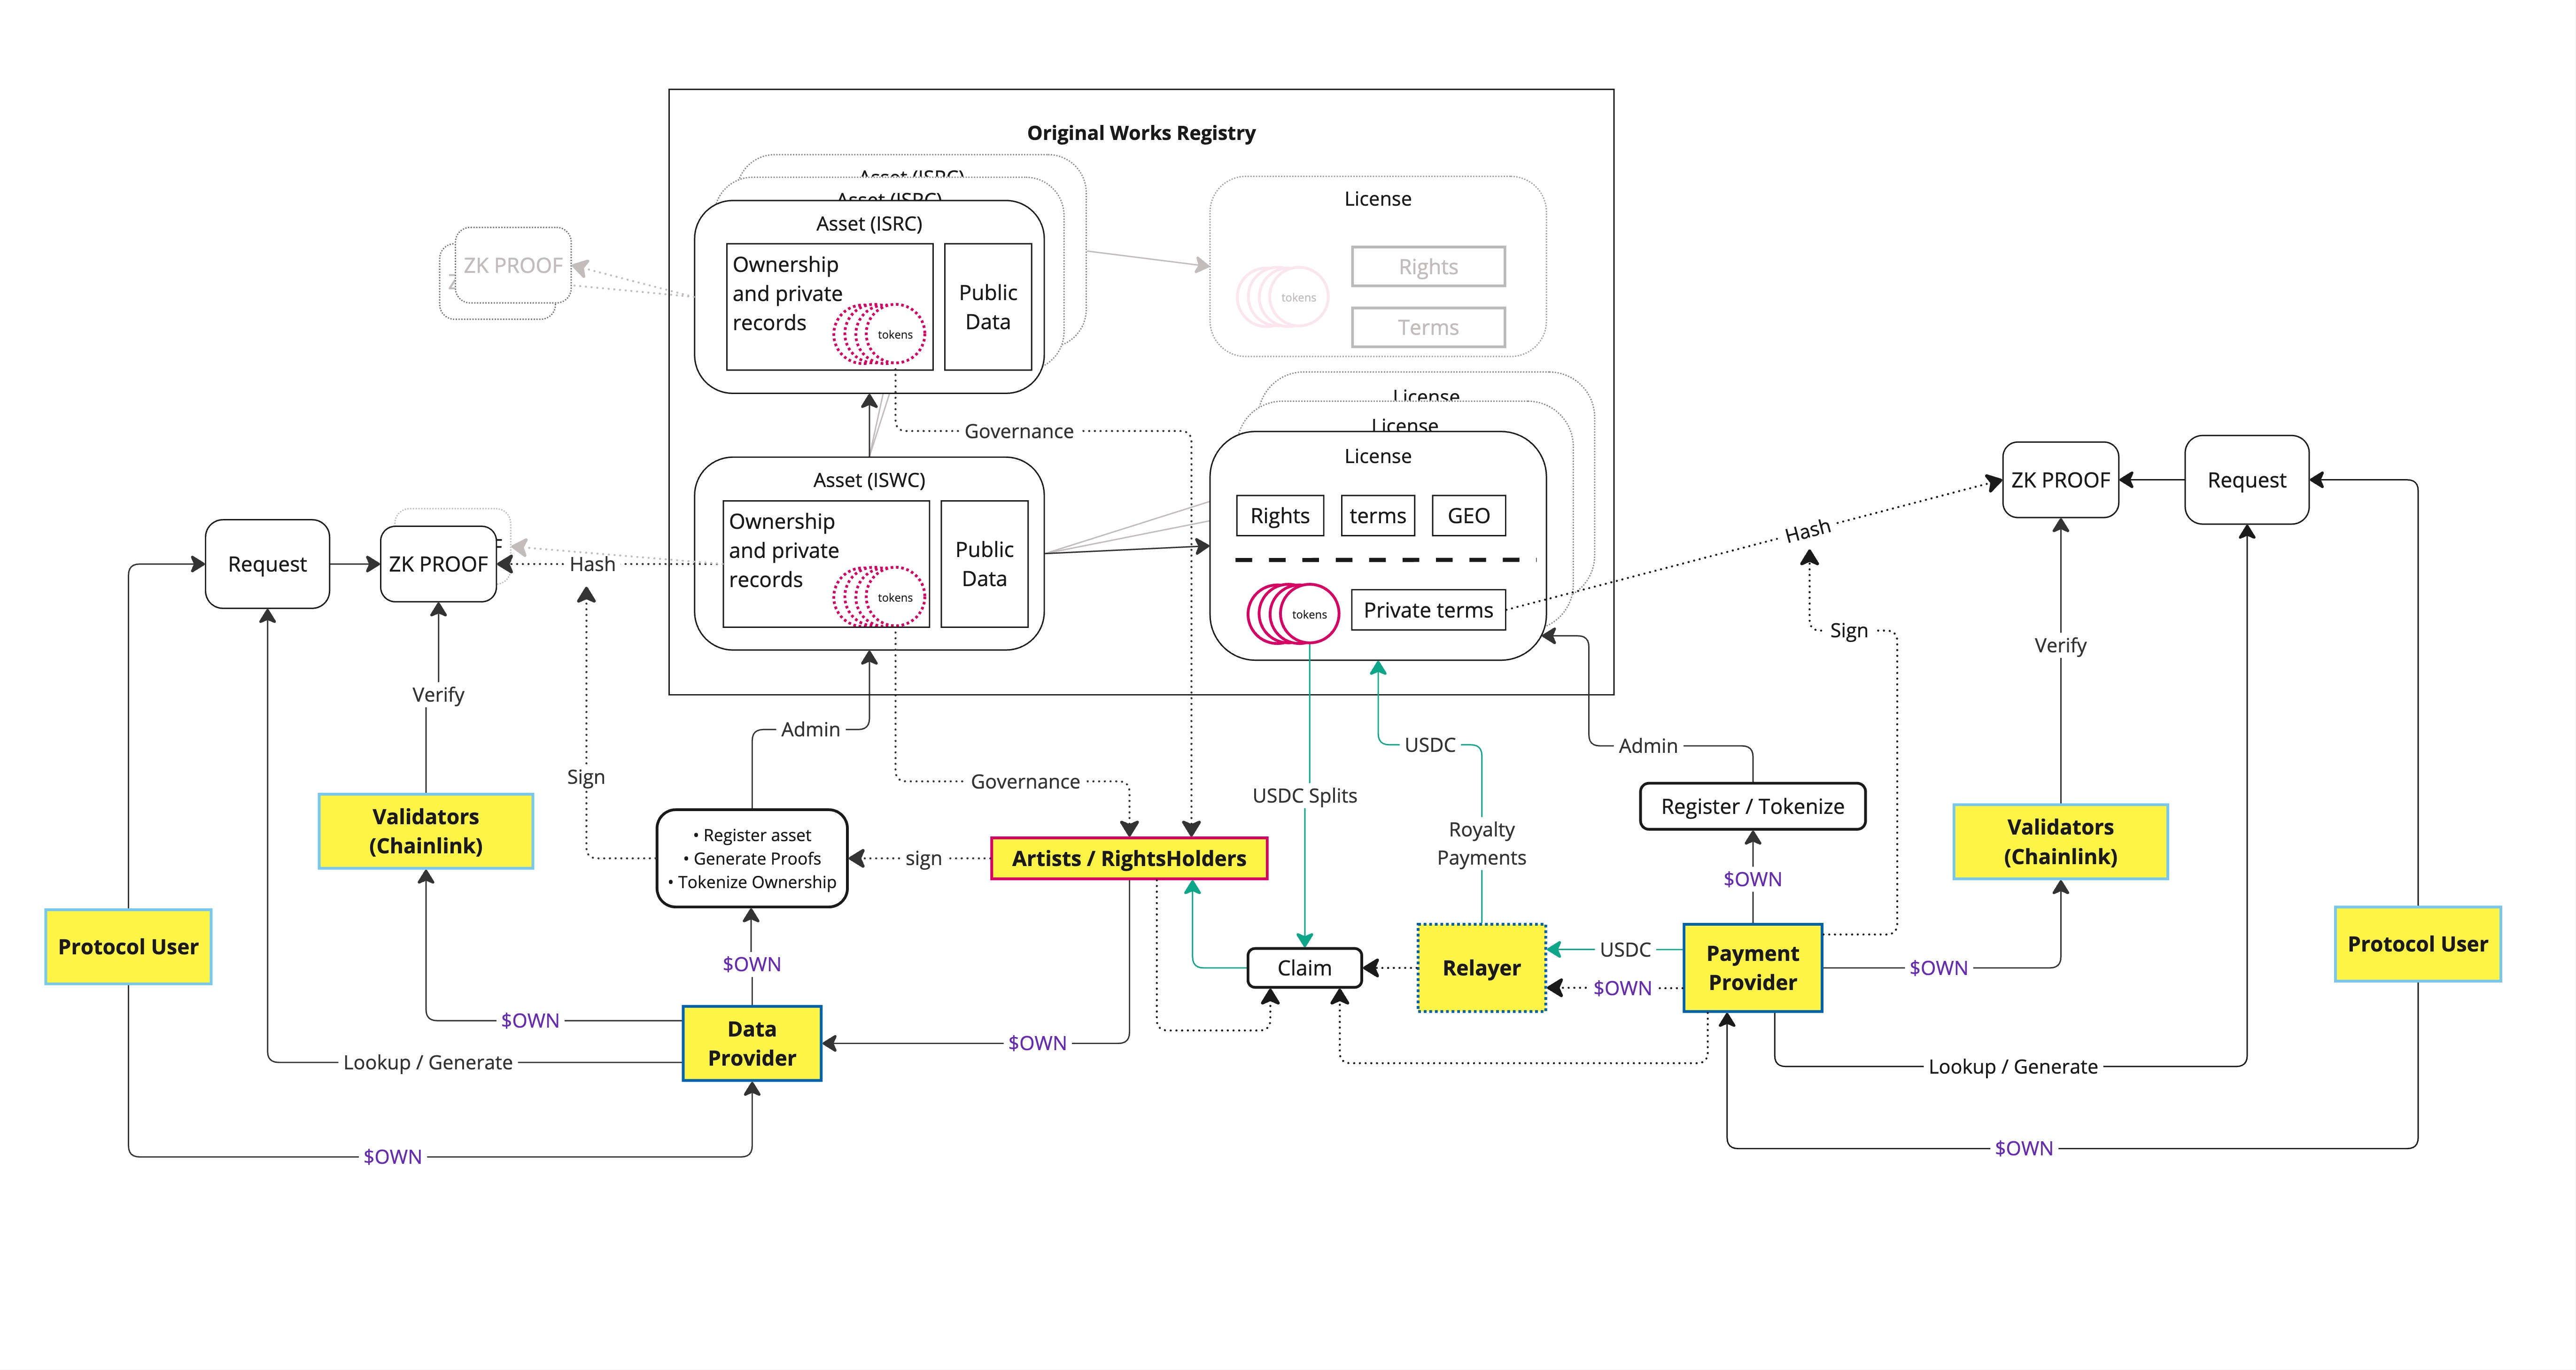 Original Works Registry
Asset (ISRC)
Asset (ISRC)
Asset (ISRC)
Ownership
and private
records
tokens
Public
Data
License
tokens
Rights
Terms
ZK PROOF
Governance
License
License
License
Rights
terms
GEO
tokens
Private terms
Asset (ISWC)
Ownership
and private
records
tokens
Public
Data
Request
ZK PROOF
Hash
Hash
ZK PROOF
Request
Verify
Sign
Admin
Governance
USDC Splits
USDC
Royalty
Payments
Admin
Sign
Verify
Validators
(Chainlink)
• Register asset
• Generate Proofs
• Tokenize Ownership
sign
Artists / RightsHolders
Register / Tokenize
Validators
(Chainlink)
$OWN
Protocol User
$OWN
Claim
Relayer
USDC
$OWN
Payment
Provider
$OWN
Protocol User
$OWN
Lookup / Generate
Data
Provider
$OWN
Lookup / Generate
$OWN
$OWN